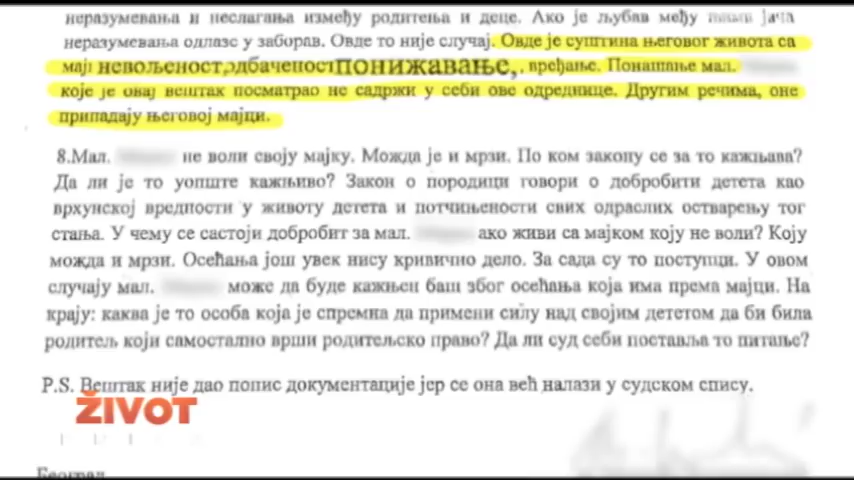 неразумевања и неслагања између родитења и деце. Ако је љубав међу јача
неразумевања одлазе у заборав. Овде то није случај. Овде је суштина његовог живота са
мај невољеност,одбаченост понижавање,, вређање. Понашање мал.
које је овај вештак посматрао не садржи у себи ове одреднице. Другим речима, оне
припадају његовој мајци.
8.Мал. не воли своју мајку. Можда је и мрзи. По ком закону се за то кажњава?
Да ли је то уопште кажњиво? Закон о породици говори о добробити детета као
врхунској вредности у животу детета и потчињености свих одраслих остварењу тог
стања. У чему се састоји добробит за мал. ако живи са мајком коју не воли? Коју
можда и мрзи. Осећања још увек нису кривично дело. За сада су то поступци. У овом
случају мал. може да буде кажњен баш због осећања која има према мајци. На
крају: каква је то особа која је спремна да примени силу над својим дететом да би била
родитељ који самостално врши родитељско право? Да ли суд себи поставља то питање?
P.S. Вештак није дао попис документације јер се она већ налази у судском спису.
ŽIVOT
Београд